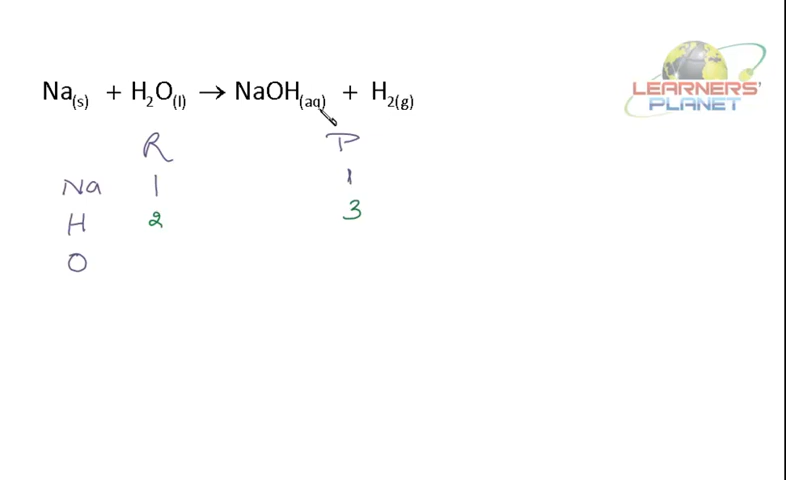 Na(s) + H₂O(l) → NaOH(aq) + H₂(g)
LEARNERS'
PLANET
R P
Na 1 1
H 2 3
O